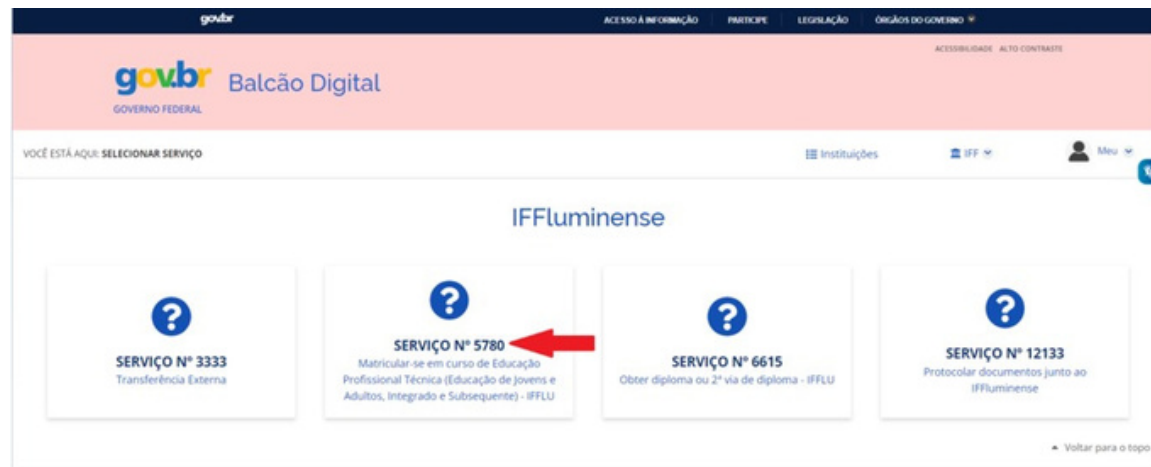 gov.br
ACESSO À INFORMAÇÃO PARTICIPE LEGISLAÇÃO ÓRGÃOS DO GOVERNO
ACESSIBILIDADE ALTO CONTRASTE
gov.br Balcão Digital
GOVERNO FEDERAL
VOCÊ ESTÁ AQUI: SELECIONAR SERVIÇO
Instituições
IFF
Meu
IFFluminense
SERVIÇO Nº 3333
Transferência Externa
SERVIÇO Nº 5780
Matricular-se em curso de Educação
Profissional Técnica (Educação de Jovens e
Adultos, Integrado e Subsequente) - IFFLU
SERVIÇO Nº 6615
Obter diploma ou 2ª via de diploma - IFFLU
SERVIÇO Nº 12133
Protocolar documentos junto ao
IFFluminense
Voltar para o topo